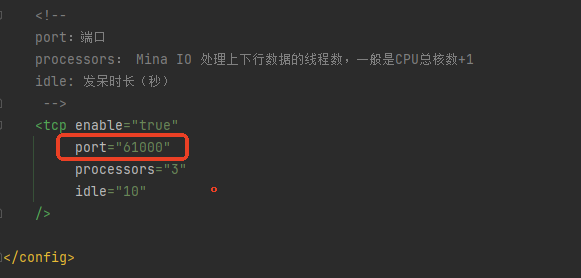 <!--
port：端口
processors： Mina IO 处理上下行数据的线程数，一般是CPU总核数+1
idle：发呆时长（秒）
-->
<tcp enable="true"
port="61000"
processors="3"
idle="10"
/>
</config>